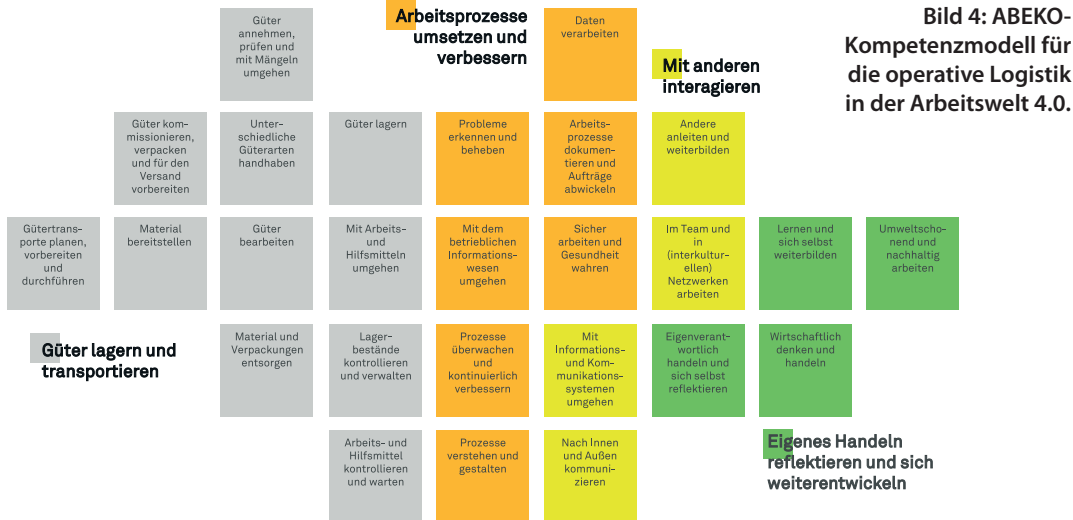 Güter
annehmen,
prüfen und
mit Mängeln
umgehen
Arbeitsprozesse
umsetzen und
verbessern
Daten
verarbeiten
Mit anderen
interagieren
Bild 4: ABEKO-
Kompetenzmodell für
die operative Logistik
in der Arbeitswelt 4.0.
Güter kom-
missionieren,
verpacken
und für den
Versand
vorbereiten
Unter-
schiedliche
Güterarten
handhaben
Güter lagern
Probleme
erkennen und
beheben
Arbeits-
prozesse
dokumen-
tieren und
Aufträge
abwickeln
Andere
anleiten und
weiterbilden
Gütertrans-
porte planen,
vorbereiten
und
durchführen
Material
bereitstellen
Güter
bearbeiten
Mit Arbeits-
und
Hilfsmitteln
umgehen
Mit dem
betrieblichen
Informations-
wesen
umgehen
Sicher
arbeiten und
Gesundheit
wahren
Im Team und
in
(interkultur-
ellen)
Netzwerken
arbeiten
Lernen und
sich selbst
weiterbilden
Umweltscho-
nend und
nachhaltig
arbeiten
Güter lagern und
transportieren
Material und
Verpackungen
entsorgen
Lager-
bestände
kontrollieren
und verwalten
Prozesse
überwachen
und
kontinuierlich
verbessern
Mit
Informations-
und Kom-
munikations-
systemen
umgehen
Eigenverant-
wortlich
handeln und
sich selbst
reflektieren
Wirtschaftlich
denken und
handeln
Arbeits- und
Hilfsmittel
kontrollieren
und warten
Prozesse
verstehen und
gestalten
Nach Innen
und Außen
kommuni-
zieren
Eigenes Handeln
reflektieren und sich
weiterentwickeln